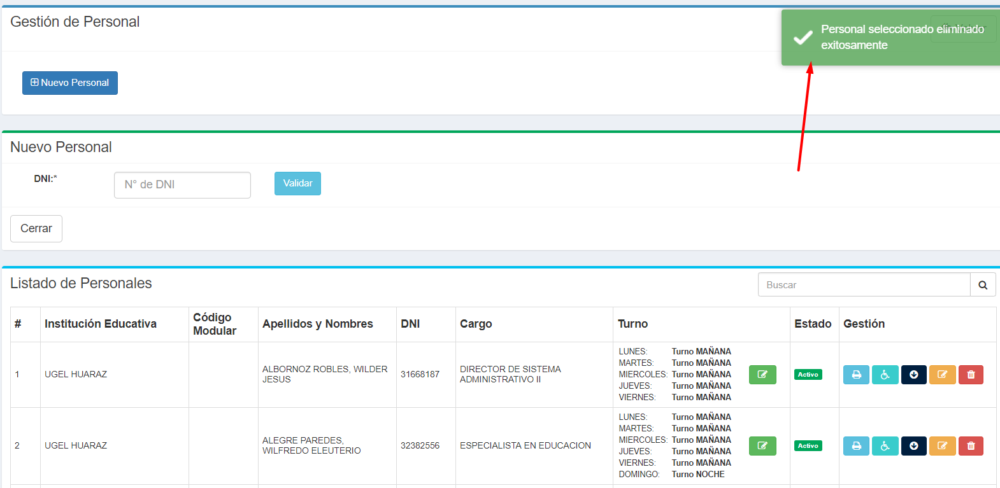 Gestión de Personal
Personal seleccionado eliminado
exitosamente
Nuevo Personal
Nuevo Personal
DNI:*
N° de DNI
Validar
Cerrar
Listado de Personales
Buscar
# Institución Educativa Código Modular Apellidos y Nombres DNI Cargo Turno Estado Gestión
1 UGEL HUARAZ ALBORNOZ ROBLES, WILDER JESUS 31668187 DIRECTOR DE SISTEMA ADMINISTRATIVO II
LUNES: Turno MAÑANA
MARTES: Turno MAÑANA
MIERCOLES: Turno MAÑANA
JUEVES: Turno MAÑANA
VIERNES: Turno MAÑANA
Activo
2 UGEL HUARAZ ALEGRE PAREDES, WILFREDO ELEUTERIO 32382556 ESPECIALISTA EN EDUCACION
LUNES: Turno MAÑANA
MARTES: Turno MAÑANA
MIERCOLES: Turno MAÑANA
JUEVES: Turno MAÑANA
VIERNES: Turno MAÑANA
DOMINGO: Turno NOCHE
Activo